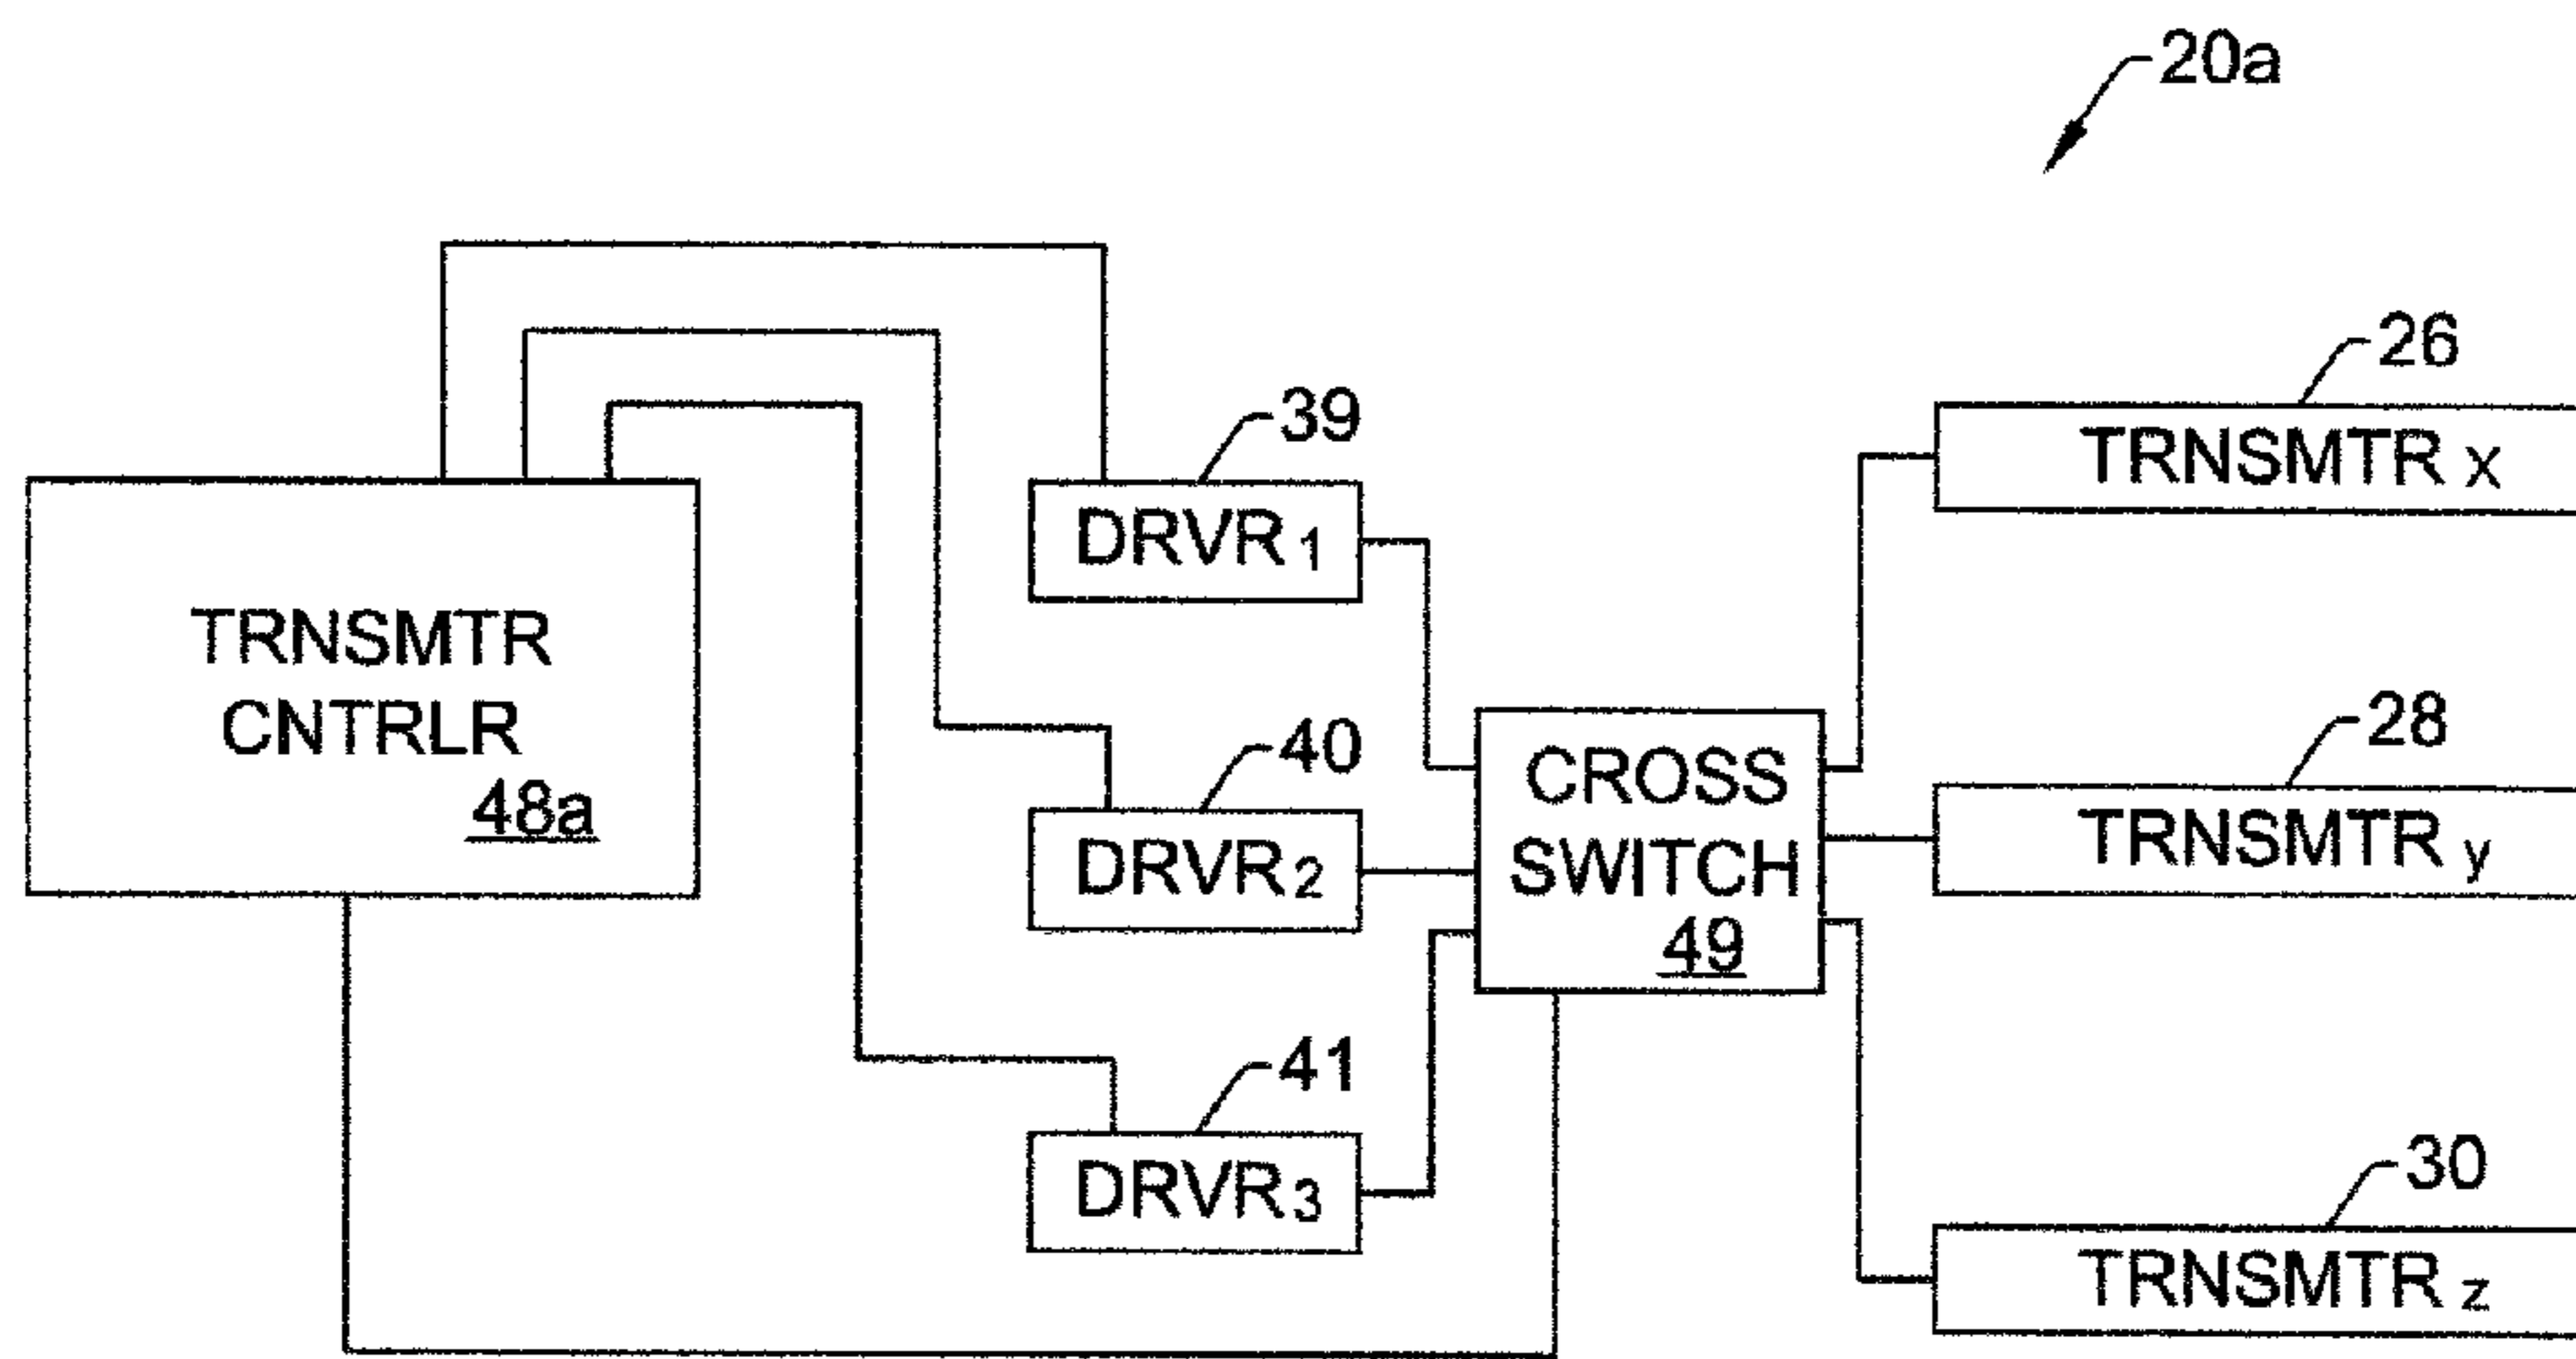 20a
26
TRNSMTR X
39
DRVR 1
TRNSMTR
CNTRLR
48a
28
TRNSMTR y
40
DRVR 2
CROSS
SWITCH
49
41
DRVR 3
30
TRNSMTR z